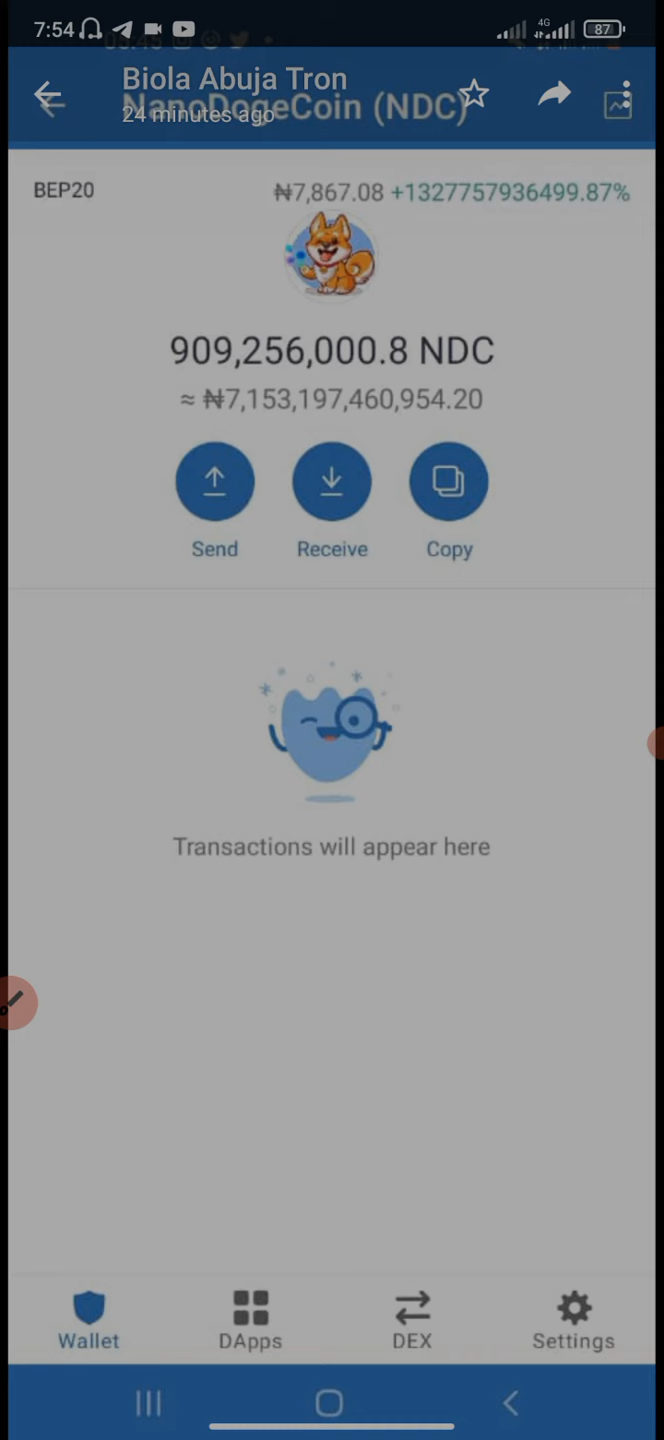 7:54 4G 87
Biola Abuja Tron
NanoDogeCoin (NDC)
24 minutes ago
BEP20 ₦7,867.08 +1327757936499.87%
909,256,000.8 NDC
≈ ₦7,153,197,460,954.20
Send Receive Copy
Transactions will appear here
Wallet DApps DEX Settings